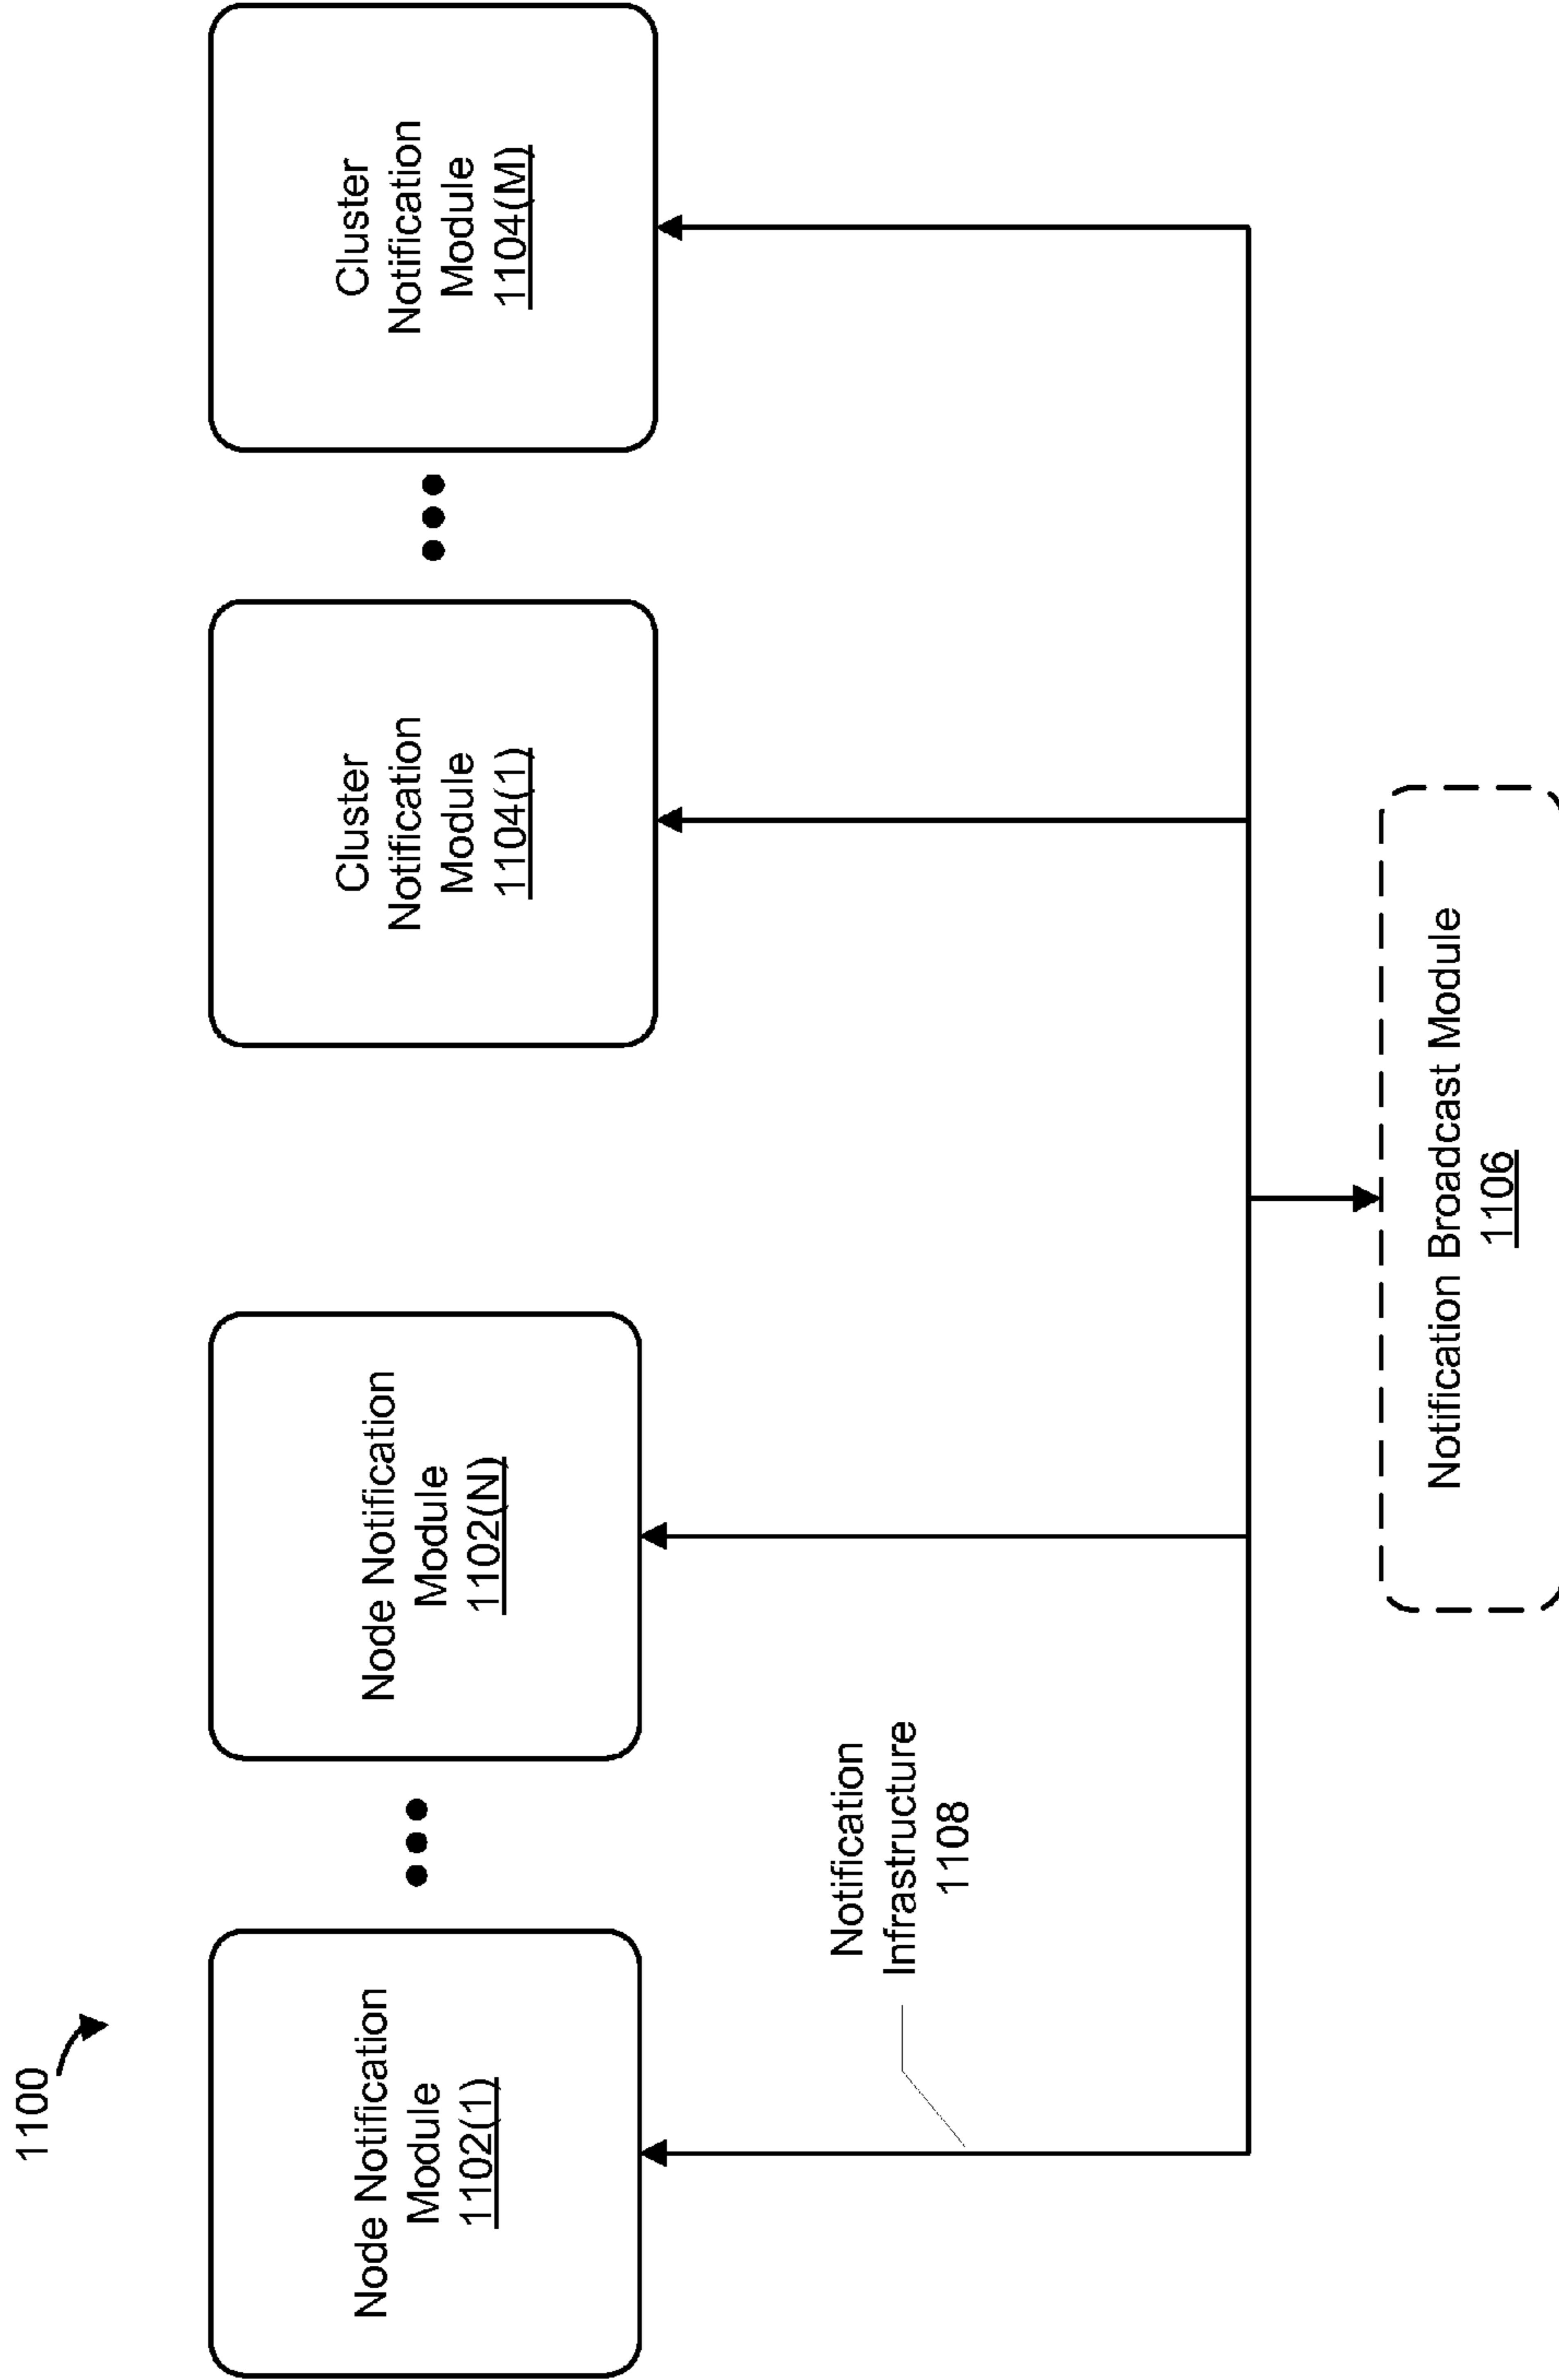 1100
Node Notification
Module
1102(1)
Node Notification
Module
1102(N)
Cluster
Notification
Module
1104(1)
Cluster
Notification
Module
1104(M)
Notification
Infrastructure
1108
Notification Broadcast Module
1106